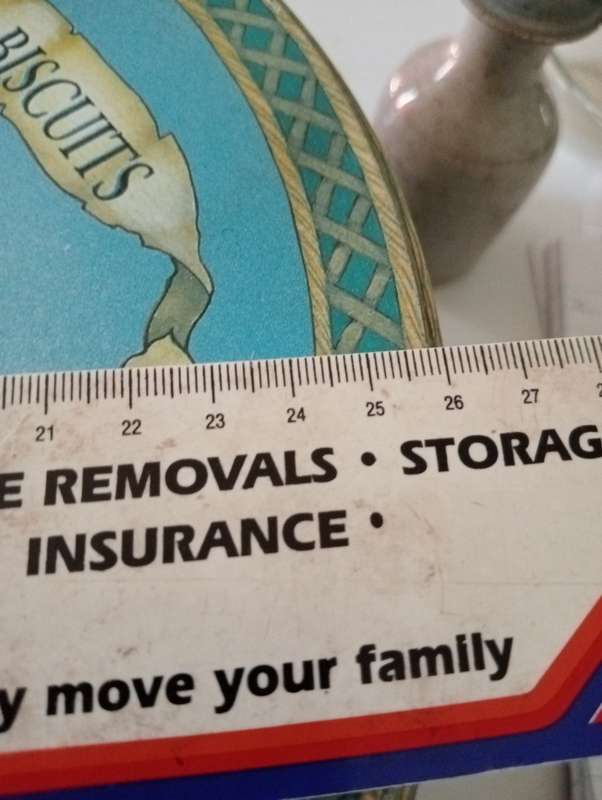 BISCUITS
21 22 23 24 25 26 27
E REMOVALS • STORAG
INSURANCE •
y move your family